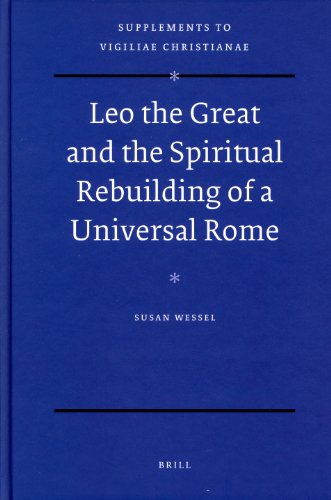 SUPPLEMENTS TO
VIGILIAE CHRISTIANAE
*
Leo the Great
and the Spiritual
Rebuilding of a
Universal Rome
*
SUSAN WESSEL
BRILL